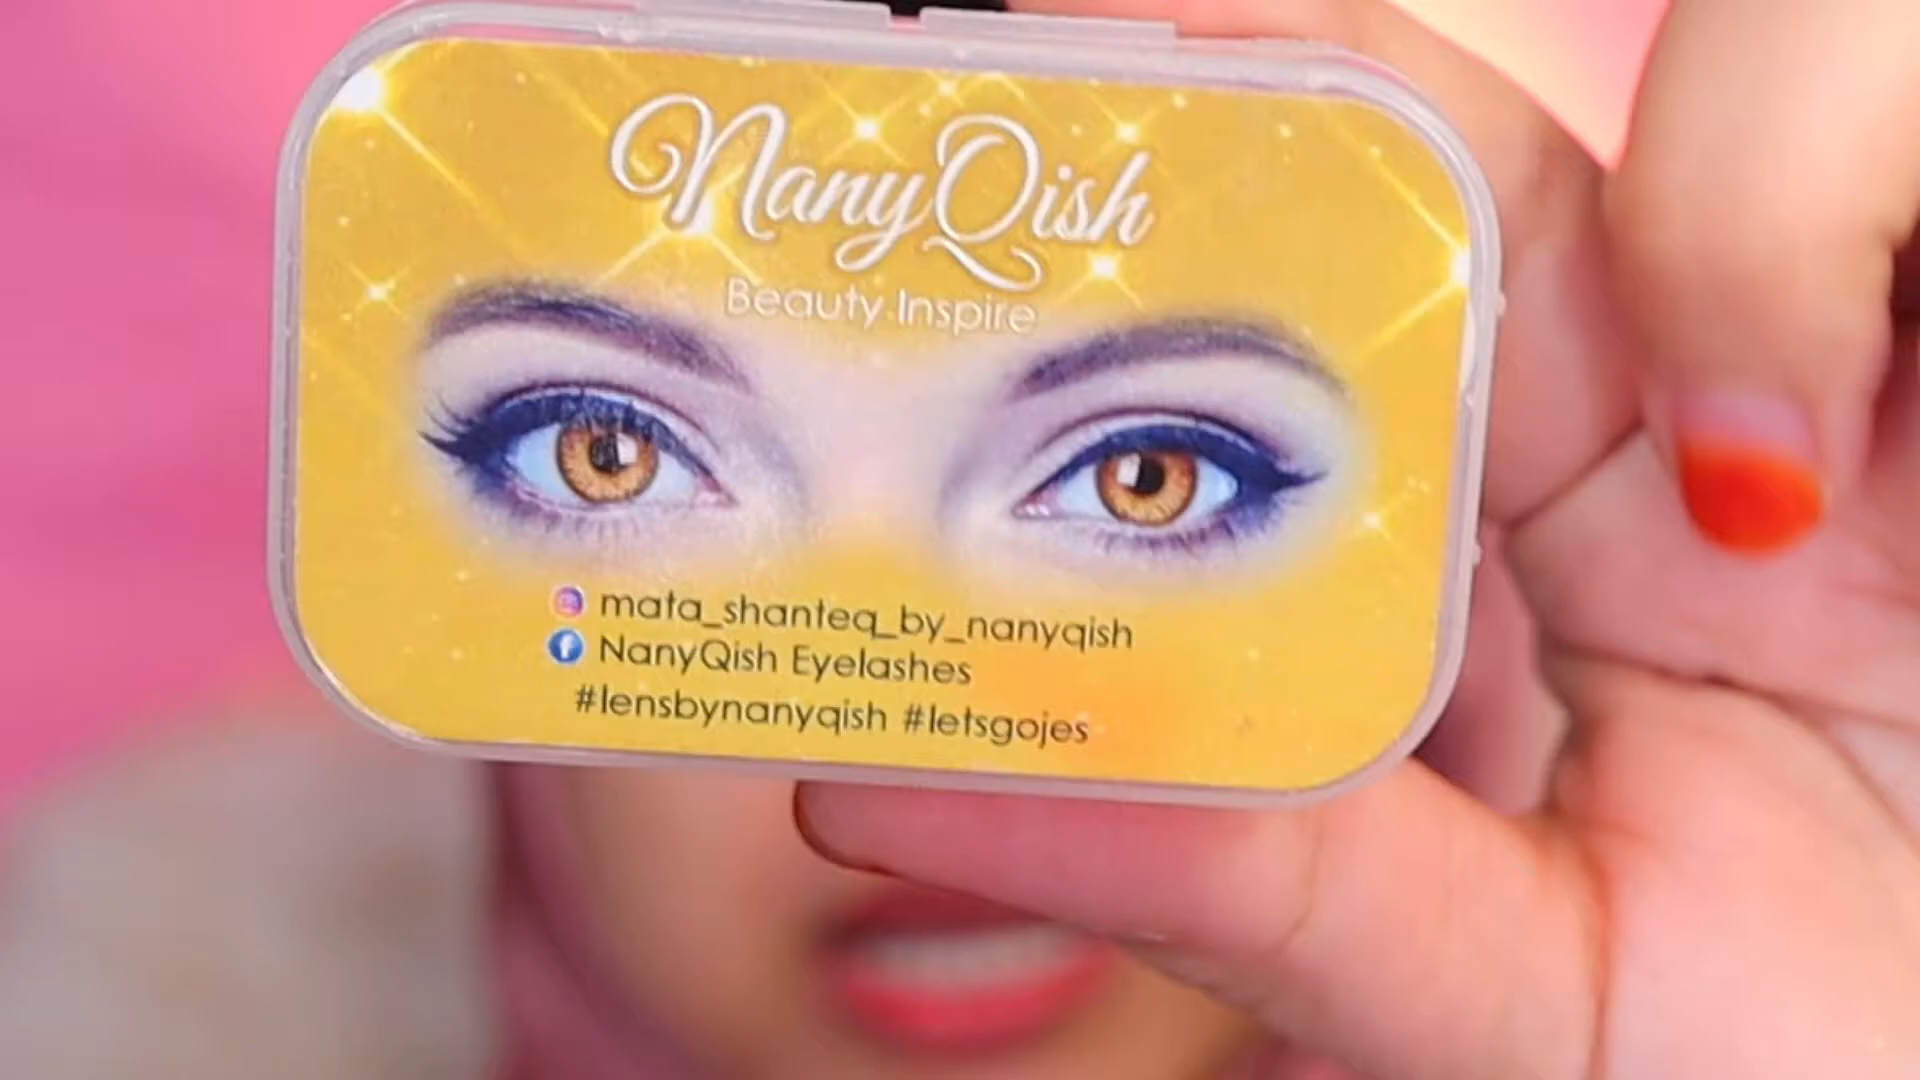 NanyQish
Beauty Inspire
mata_shanteq_by_nanyqish
NanyQish Eyelashes
#lensbynanyqish #letsgojes